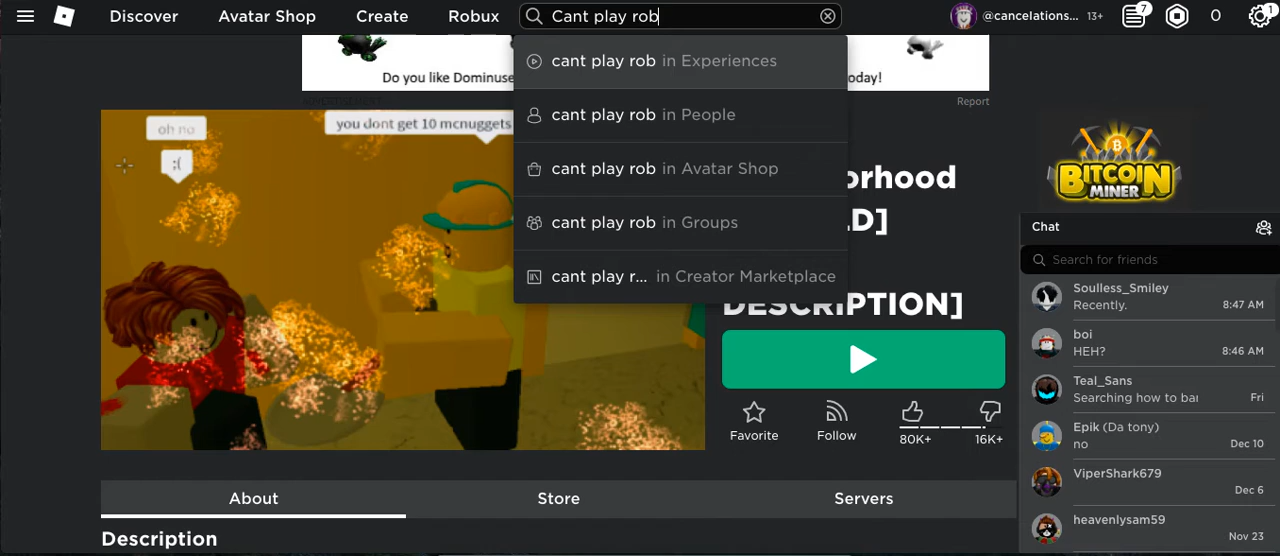 Discover
Avatar Shop
Create
Robux
Cant play rob
@cancelations...
13+
7
0
1
cant play rob in Experiences
cant play rob in People
cant play rob in Avatar Shop
cant play rob in Groups
cant play r... in Creator Marketplace
Do you like Dominuse
oday!
ADVERTISEMENT
Report
oh no
you dont get 10 mcnuggets
;(
orhood
D]
DESCRIPTION]
BITCOIN
MINER
Favorite
Follow
80K+
16K+
About
Store
Servers
Description
Chat
Search for friends
Soulless_Smiley
Recently.
8:47 AM
boi
HEH?
8:46 AM
Teal_Sans
Searching how to bar
Fri
Epik (Da tony)
no
Dec 10
ViperShark679
Dec 6
heavenlysam59
Nov 23